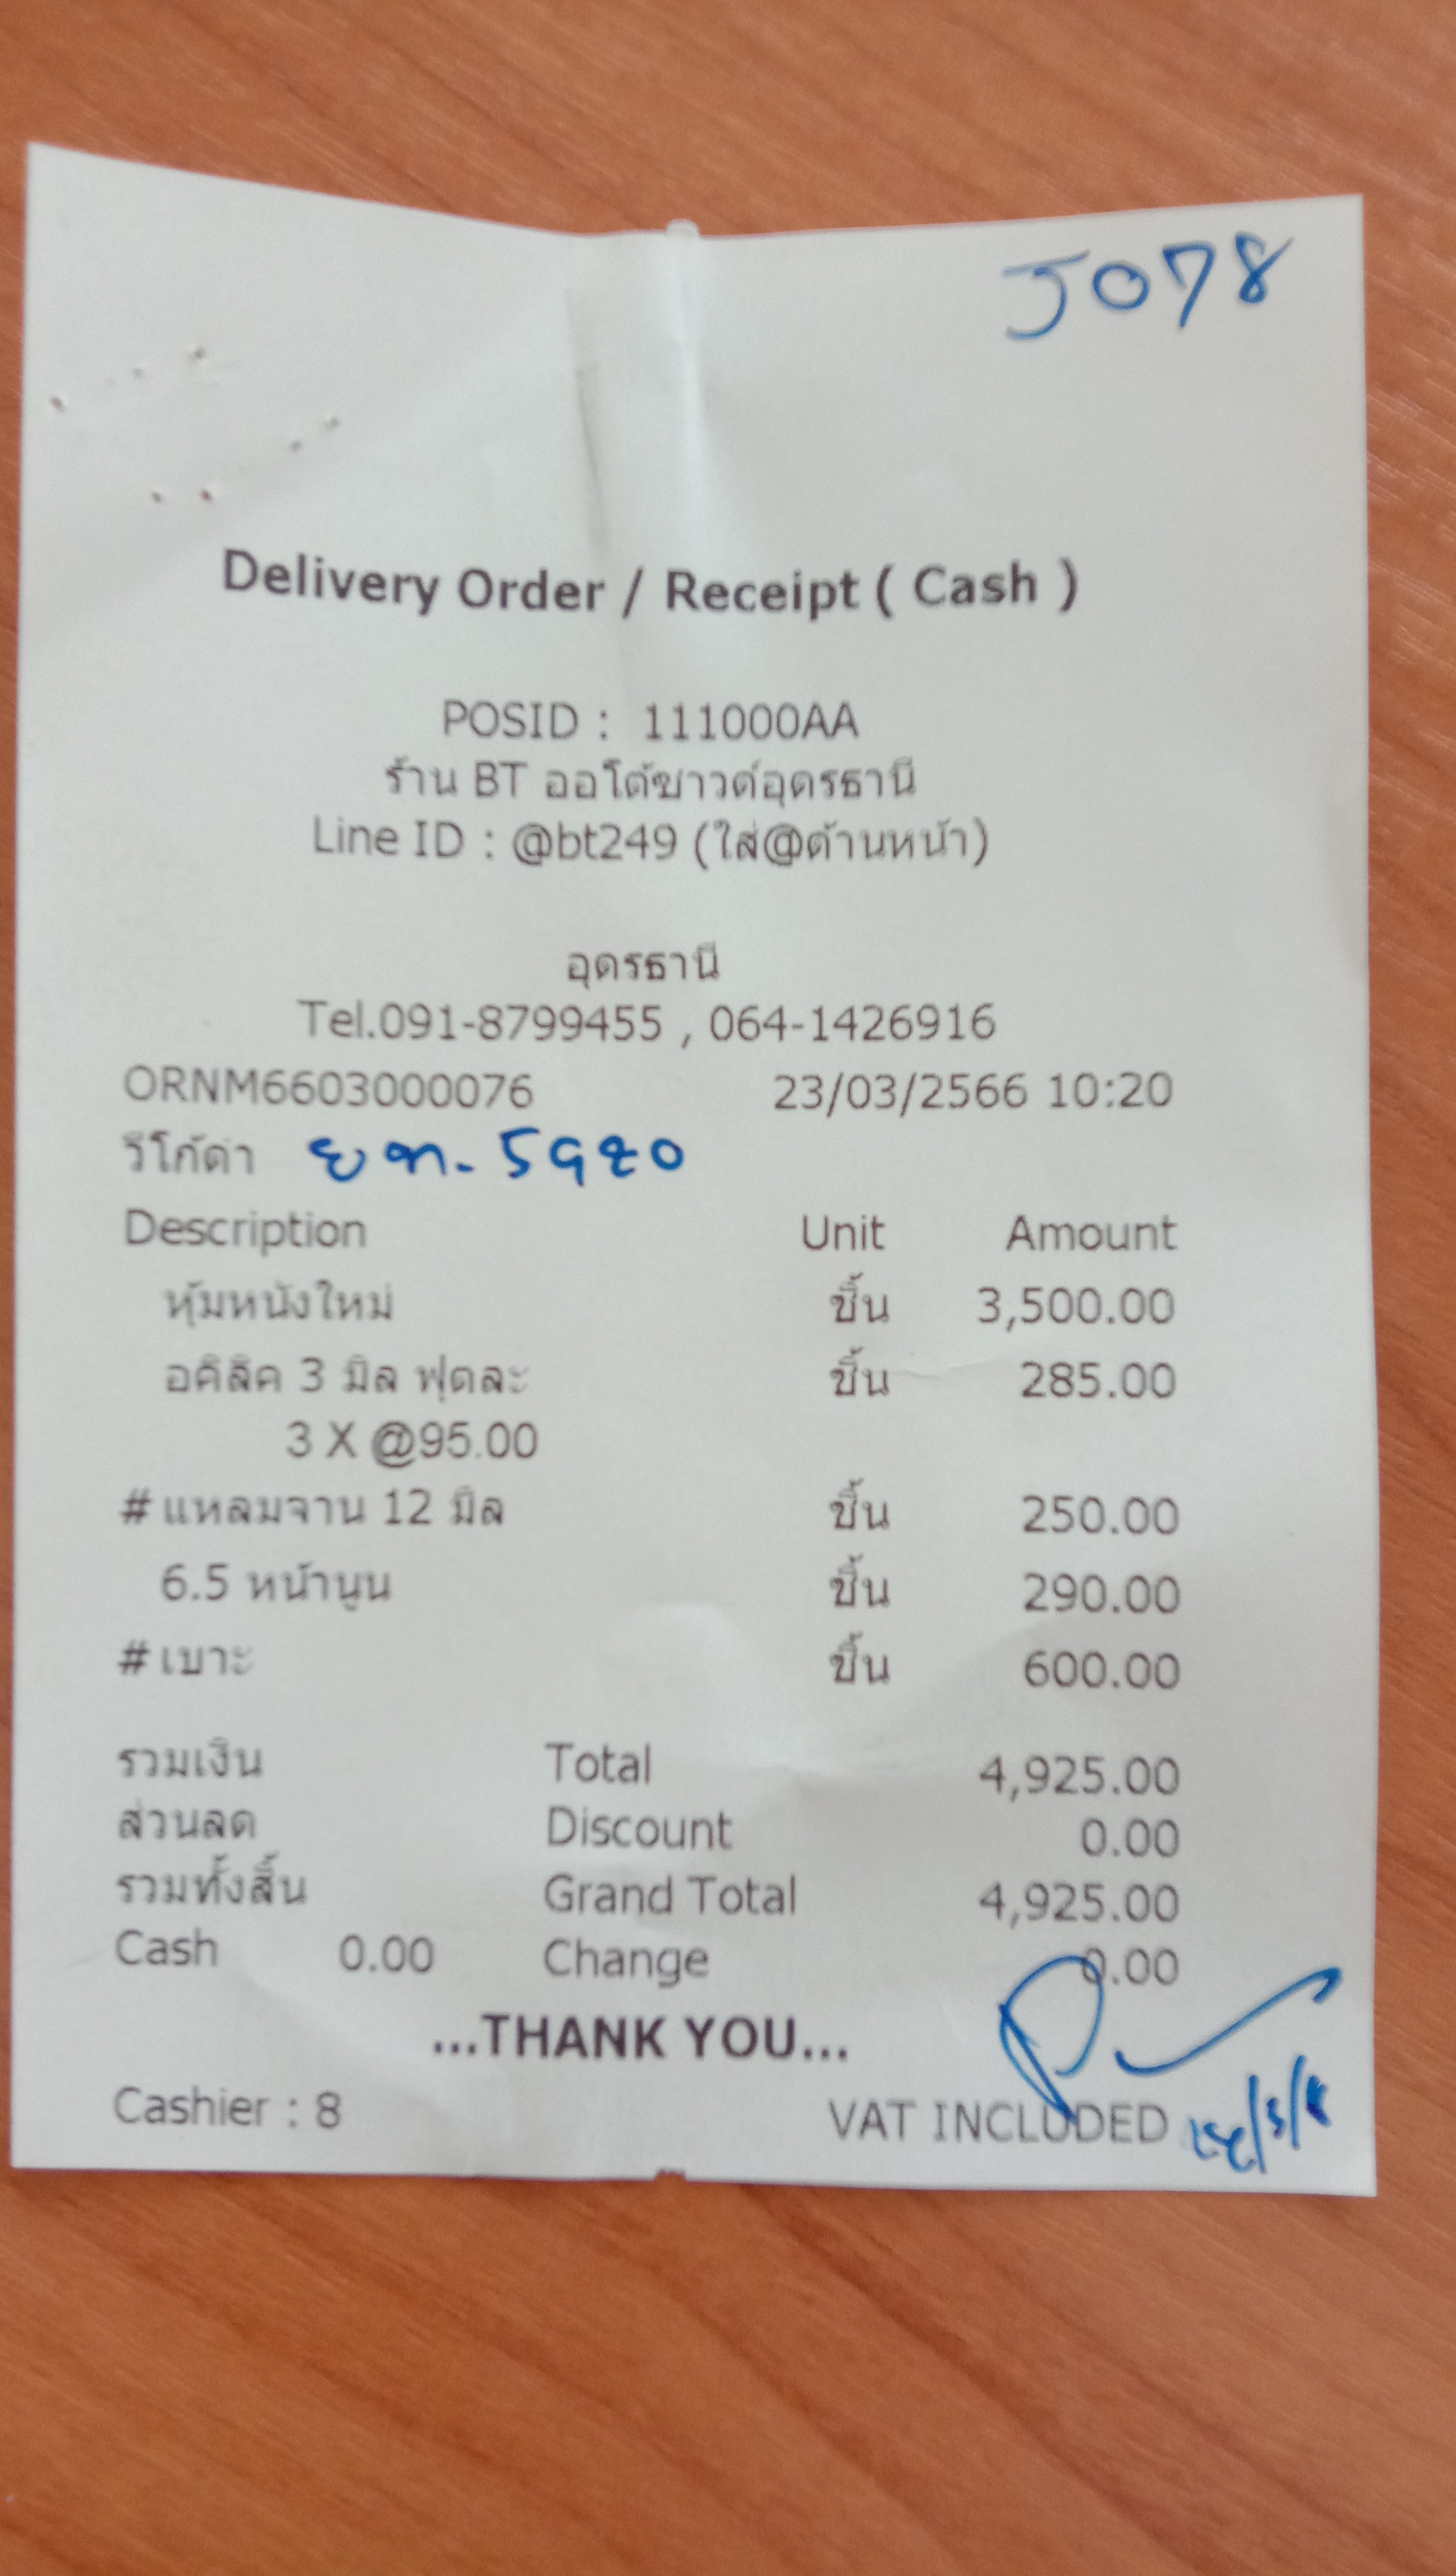 J078
Delivery Order / Receipt ( Cash )
POSID : 111000AA
ร้าน BT ออโต้ซาวด์อุดรธานี
Line ID : @bt249 (ใส่@ด้านหน้า)
อุดรธานี
Tel.091-8799455 , 064-1426916
ORNM6603000076 23/03/2566 10:20
วีโก้ดำ
Description Unit Amount
หุ้มหนังใหม่ ชิ้น 3,500.00
อคิลิค 3 มิล ฟุตละ ชิ้น 285.00
3 X @95.00
# แหลมจาน 12 มิล ชิ้น 250.00
6.5 หน้านูน ชิ้น 290.00
# เบาะ ชิ้น 600.00
รวมเงิน Total 4,925.00
ส่วนลด Discount 0.00
รวมทั้งสิ้น Grand Total 4,925.00
Cash 0.00 Change 0.00
...THANK YOU...
Cashier : 8 VAT INCLUDED